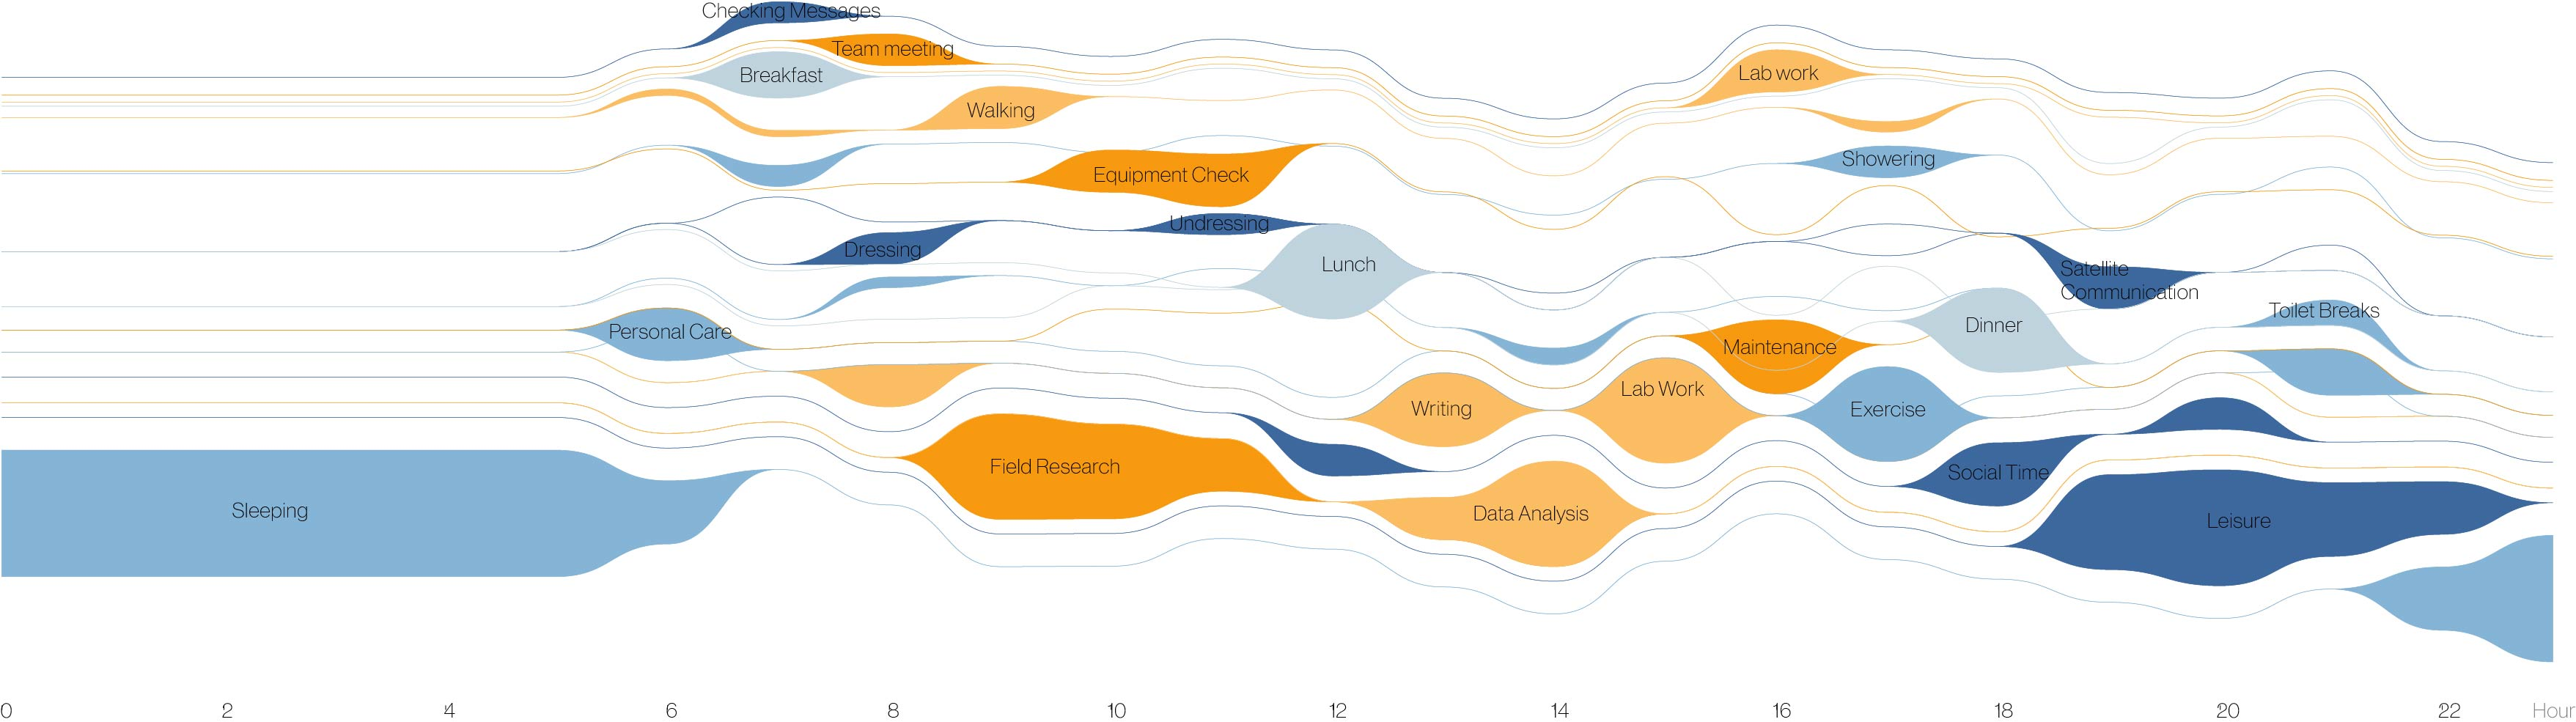 Checking Messages
Team meeting
Breakfast
Lab work
Walking
Showering
Equipment Check
Undressing
Dressing
Lunch
Satellite
Communication
Toilet Breaks
Dinner
Personal Care
Maintenance
Lab Work
Writing
Exercise
Field Research
Social Time
Sleeping
Data Analysis
Leisure
0 2 4 6 8 10 12 14 16 18 20 22 Hour